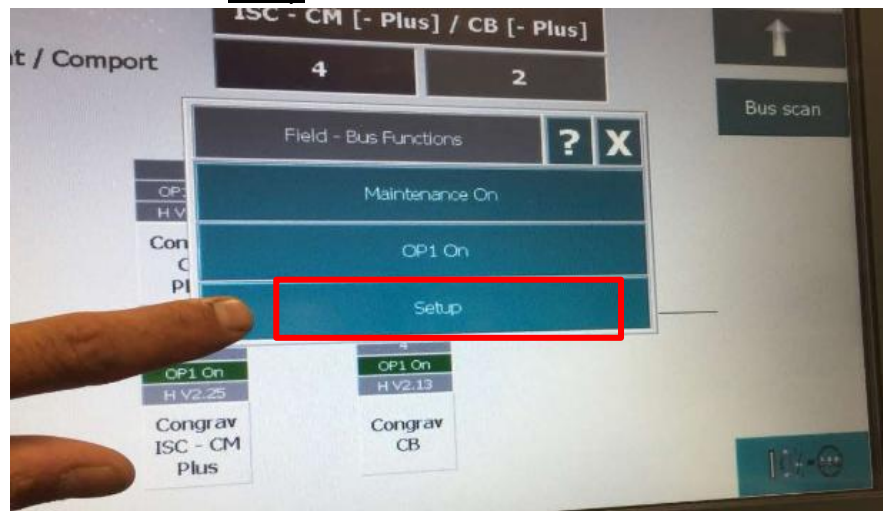 ISC - CM [- Plus] / CB [- Plus]
t / Comport
4
2
Bus scan
Field - Bus Functions
?
X
Maintenance On
OP1 On
Setup
OP1 On
H V2.25
Congrav
ISC - CM
Plus
4
OP1 On
H V2.13
Congrav
CB